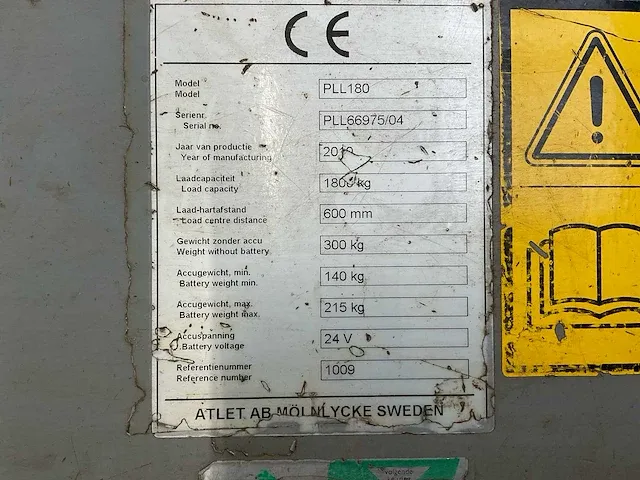 CE
Model
Model
PLL180
Serienr.
Serial no.
PLL66975/04
Jaar van productie
Year of manufacturing
Laadcapaciteit
Load capacity
1800 kg
Laad-hartafstand
Load centre distance
600 mm
Gewicht zonder accu
Weight without battery
300 kg
Accugewicht, min.
Battery weight min.
140 kg
Accugewicht, max.
Battery weight max.
215 kg
Accuspanning
Battery voltage
24 V
Referentienummer
Reference number
1009
ATLET AB MÖLNLYCKE SWEDEN
Volgende